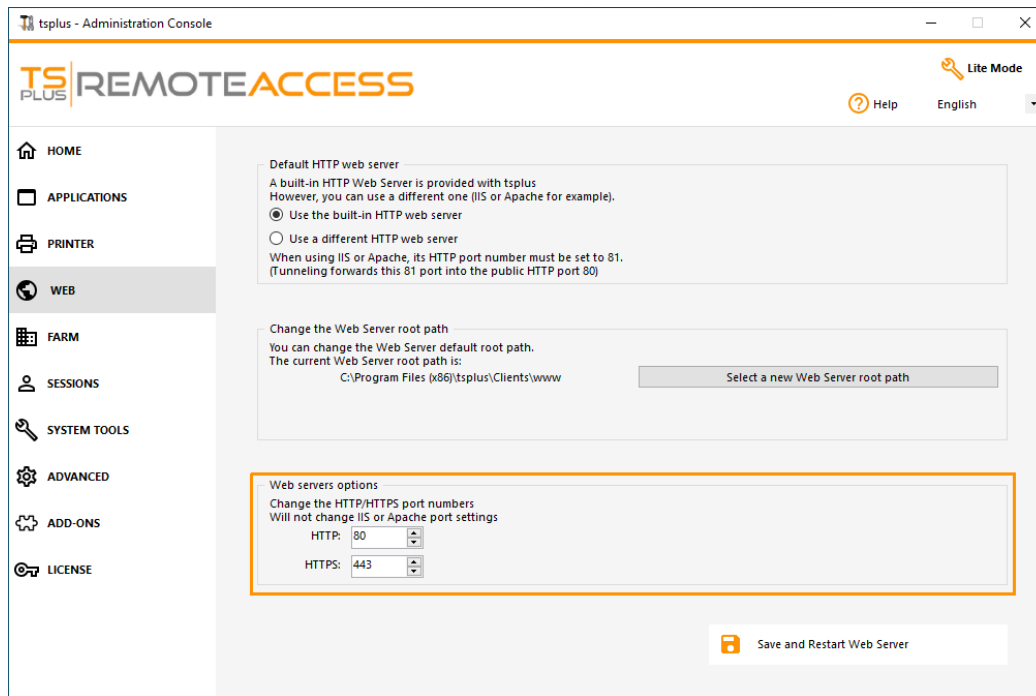 tsplus - Administration Console
TS PLUS REMOTEACCESS
Lite Mode
Help
English
HOME
APPLICATIONS
PRINTER
WEB
FARM
SESSIONS
SYSTEM TOOLS
ADVANCED
ADD-ONS
LICENSE
Default HTTP web server
A built-in HTTP Web Server is provided with tsplus
However, you can use a different one (IIS or Apache for example).
Use the built-in HTTP web server
Use a different HTTP web server
When using IIS or Apache, its HTTP port number must be set to 81.
(Tunneling forwards this 81 port into the public HTTP port 80)
Change the Web Server root path
You can change the Web Server default root path.
The current Web Server root path is:
C:\Program Files (x86)\tsplus\Clients\www
Select a new Web Server root path
Web servers options
Change the HTTP/HTTPS port numbers
Will not change IIS or Apache port settings
HTTP: 80
HTTPS: 443
Save and Restart Web Server